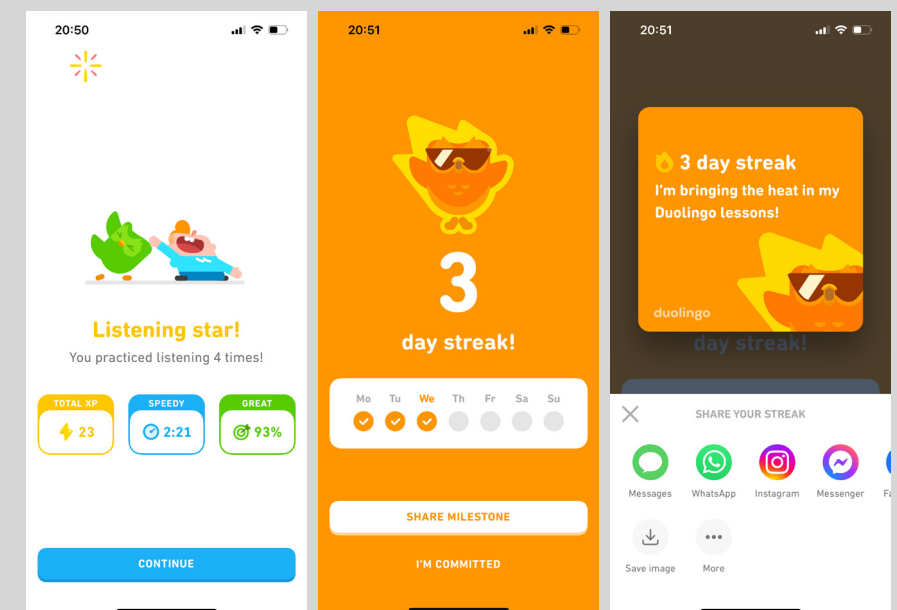 20:50
Listening star!
You practiced listening 4 times!
TOTAL XP
23
SPEEDY
2:21
GREAT
93%
CONTINUE
20:51
3
day streak!
Mo Tu We Th Fr Sa Su
SHARE MILESTONE
I'M COMMITTED
20:51
3 day streak
I'm bringing the heat in my
Duolingo lessons!
duolingo
day streak!
SHARE YOUR STREAK
Messages WhatsApp Instagram Messenger Fa
Save image More